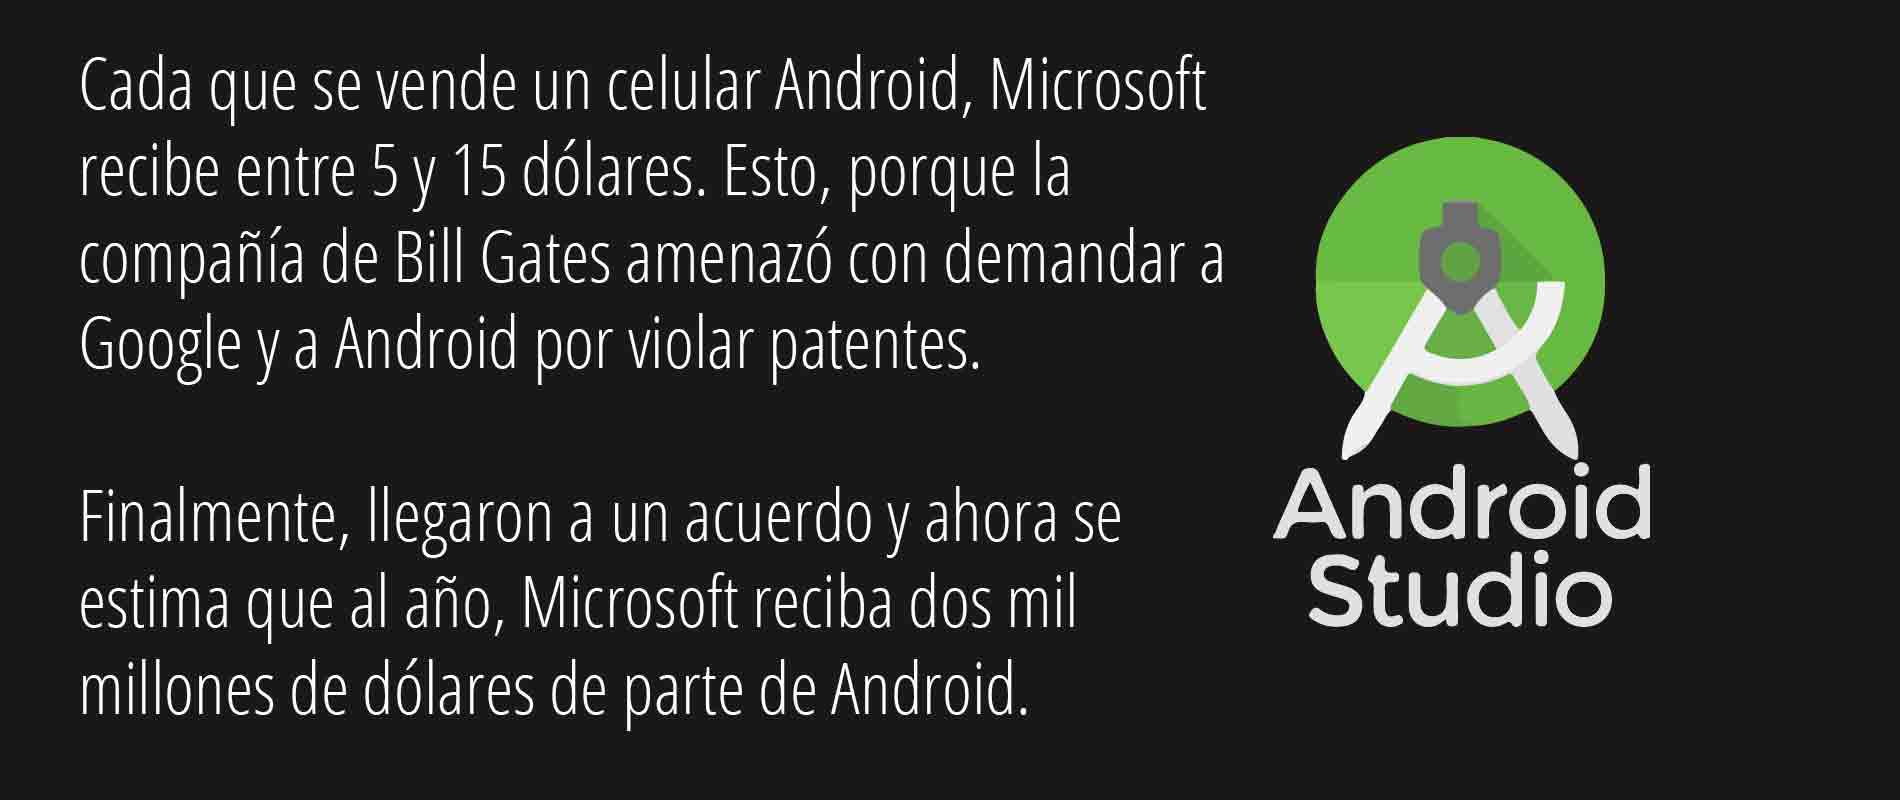 Cada que se vende un celular Android, Microsoft
recibe entre 5 y 15 dólares. Esto, porque la
compañía de Bill Gates amenazó con demandar a
Google y a Android por violar patentes.
Finalmente, llegaron a un acuerdo y ahora se
estima que al año, Microsoft reciba dos mil
millones de dólares de parte de Android.
Android
Studio